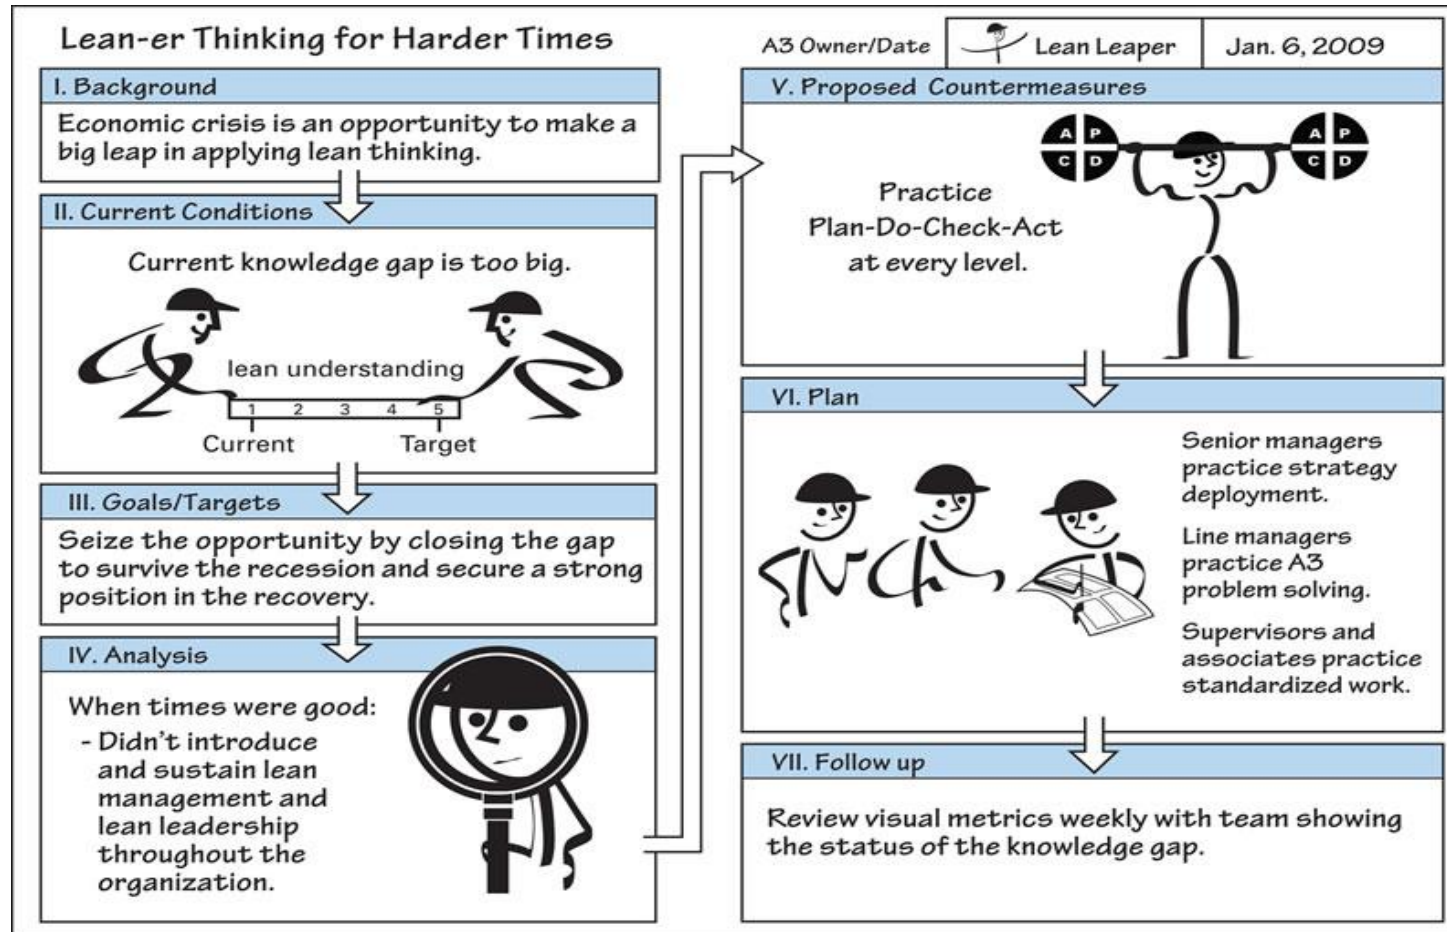 Lean-er Thinking for Harder Times
A3 Owner/Date
Lean Leaper
Jan. 6, 2009
I. Background
Economic crisis is an opportunity to make a
big leap in applying lean thinking.
II. Current Conditions
Current knowledge gap is too big.
lean understanding
1 2 3 4 5
Current Target
III. Goals/Targets
Seize the opportunity by closing the gap
to survive the recession and secure a strong
position in the recovery.
IV. Analysis
When times were good:
- Didn't introduce
and sustain lean
management and
lean leadership
throughout the
organization.
V. Proposed Countermeasures
A P
C D
A P
C D
Practice
Plan-Do-Check-Act
at every level.
VI. Plan
Senior managers
practice strategy
deployment.
Line managers
practice A3
problem solving.
Supervisors and
associates practice
standardized work.
VII. Follow up
Review visual metrics weekly with team showing
the status of the knowledge gap.